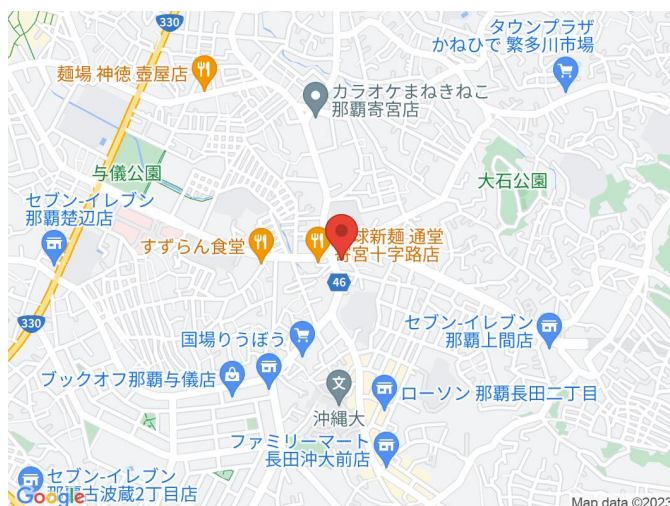 330
タウンプラザ
かねひで 繁多川市場
麺場 神徳 壺屋店
カラオケまねきねこ
那覇寄宮店
与儀公園
大石公園
セブン-イレブン
那覇楚辺店
すずらん食堂
球新麺 通堂
寄宮十字路店
46
330
セブン-イレブン
那覇上間店
国場りうぼう
ブックオフ那覇与儀店
ローソン 那覇長田二丁目
文
沖縄大
ファミリーマート
長田沖大前店
セブン-イレブン
那覇古波蔵2丁目店
Google
Map data ©2023